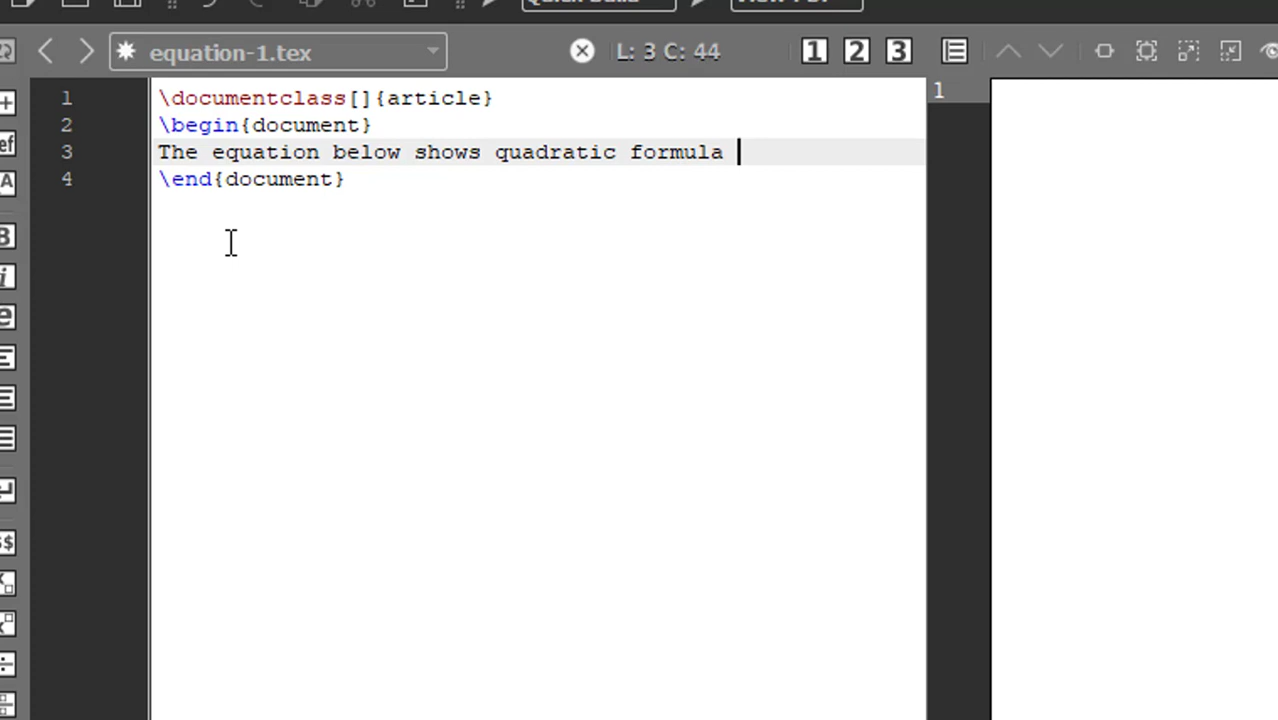 equation-1.tex L: 3 C: 44 1 2 3
1 \documentclass[]{article} 1
2 \begin{document}
3 The equation below shows quadratic formula
4 \end{document}